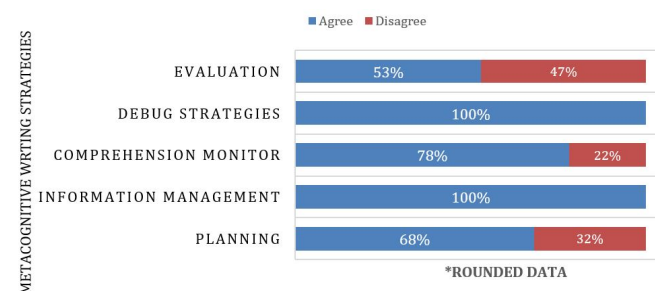 Agree Disagree
METACOGNITIVE WRTING STRATEGIES
EVALUATION 53% 47%
DEBUG STRATEGIES 100%
COMPREHENSION MONITOR 78% 22%
INFORMATION MANAGEMENT 100%
PLANNING 68% 32%
*ROUNDED DATA